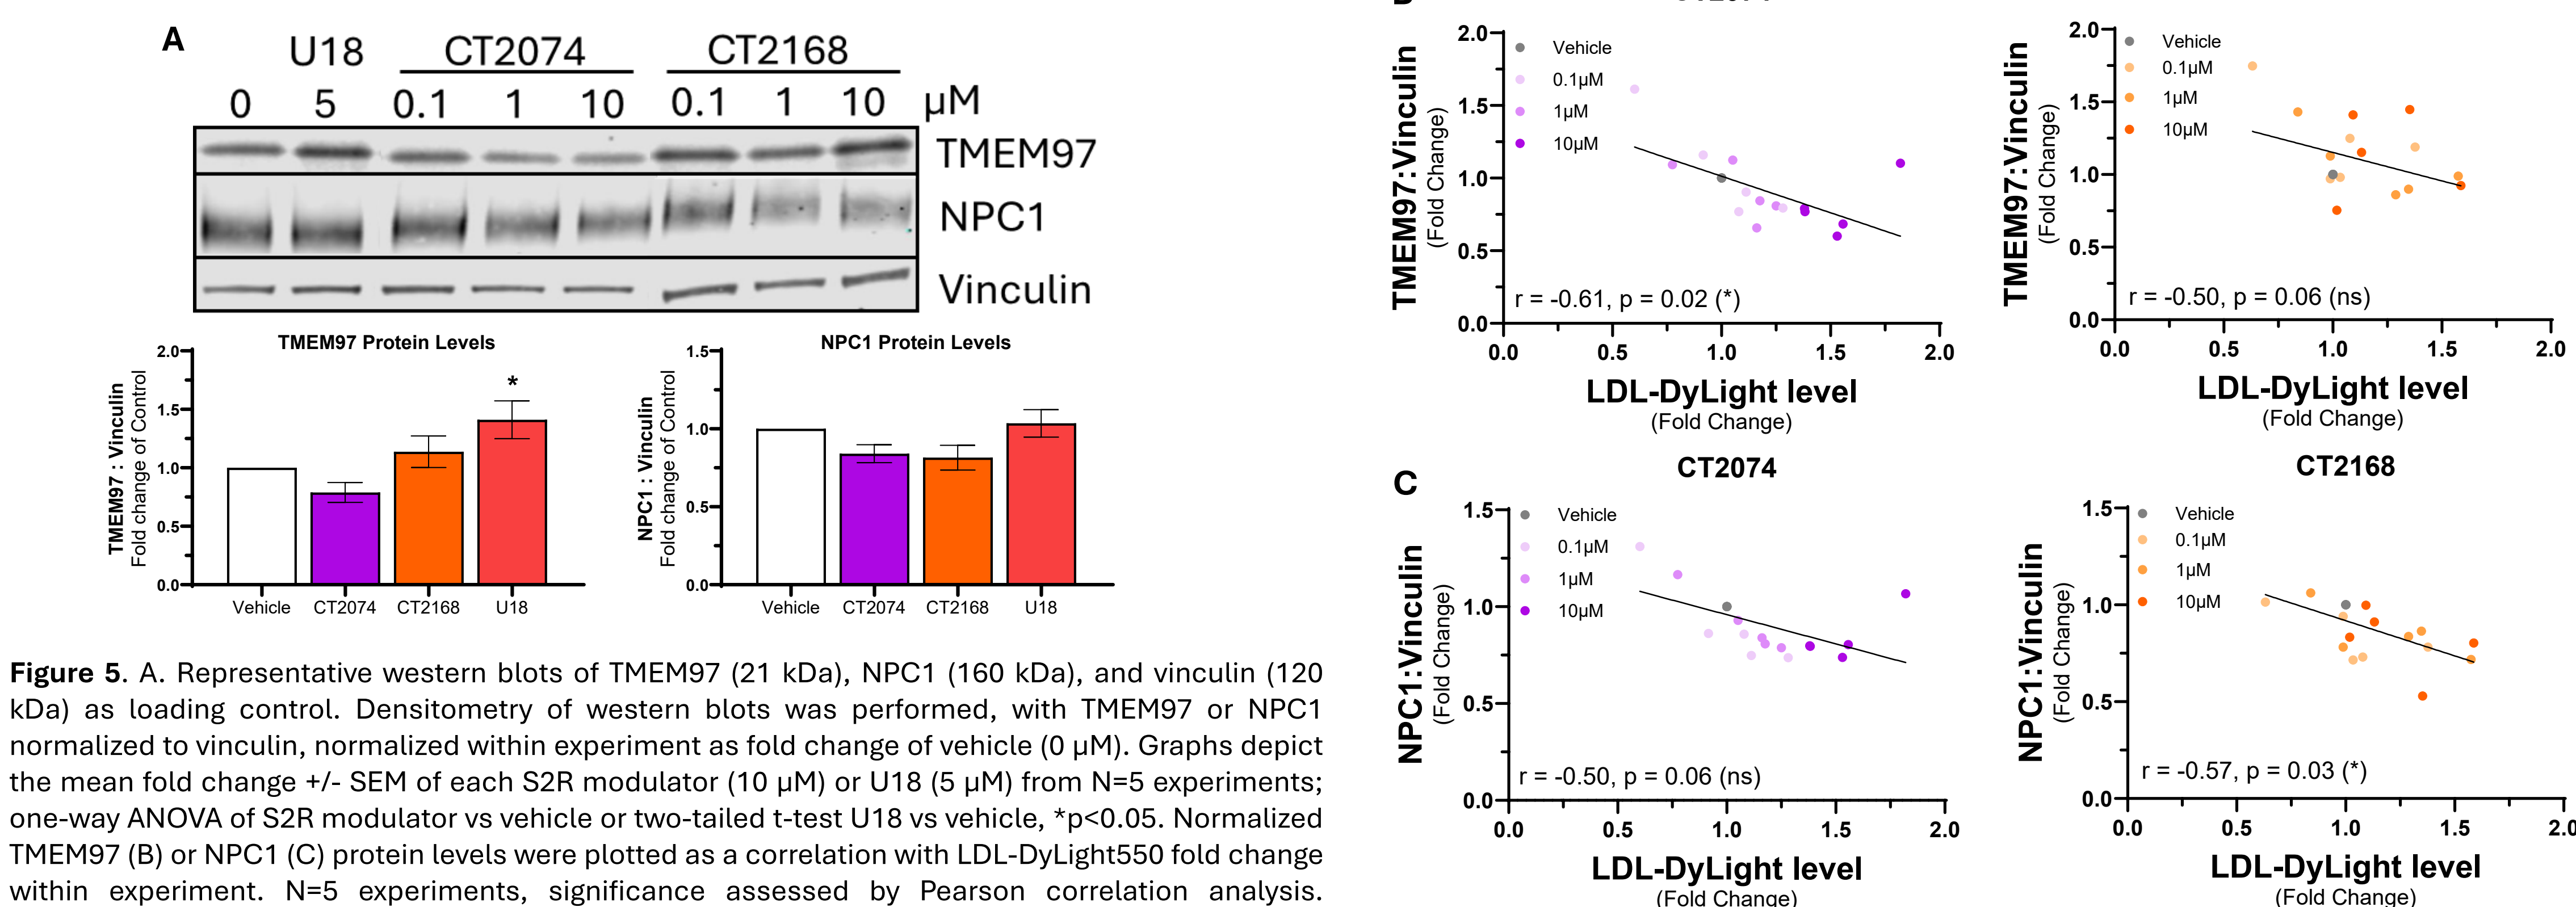 A
U18 CT2074 CT2168
0 5 0.1 1 10 0.1 1 10 µM
TMEM97
NPC1
Vinculin
TMEM97 Protein Levels
TMEM97 : Vinculin
Fold change of Control
2.0
1.5
1.0
0.5
0.0
*
Vehicle CT2074 CT2168 U18
NPC1 Protein Levels
NPC1 : Vinculin
Fold change of Control
1.5
1.0
0.5
0.0
Vehicle CT2074 CT2168 U18
Figure 5. A. Representative western blots of TMEM97 (21 kDa), NPC1 (160 kDa), and vinculin (120
kDa) as loading control. Densitometry of western blots was performed, with TMEM97 or NPC1
normalized to vinculin, normalized within experiment as fold change of vehicle (0 µM). Graphs depict
the mean fold change +/- SEM of each S2R modulator (10 µM) or U18 (5 µM) from N=5 experiments;
one-way ANOVA of S2R modulator vs vehicle or two-tailed t-test U18 vs vehicle, *p<0.05. Normalized
TMEM97 (B) or NPC1 (C) protein levels were plotted as a correlation with LDL-DyLight550 fold change
within experiment. N=5 experiments, significance assessed by Pearson correlation analysis.
TMEM97:Vinculin
(Fold Change)
2.0
1.5
1.0
0.5
0.0
Vehicle
0.1µM
1µM
10µM
r = -0.61, p = 0.02 (*)
0.0 0.5 1.0 1.5 2.0
LDL-DyLight level
(Fold Change)
TMEM97:Vinculin
(Fold Change)
2.0
1.5
1.0
0.5
0.0
Vehicle
0.1µM
1µM
10µM
r = -0.50, p = 0.06 (ns)
0.0 0.5 1.0 1.5 2.0
LDL-DyLight level
(Fold Change)
C
CT2074
NPC1:Vinculin
(Fold Change)
1.5
1.0
0.5
0.0
Vehicle
0.1µM
1µM
10µM
r = -0.50, p = 0.06 (ns)
0.0 0.5 1.0 1.5 2.0
LDL-DyLight level
(Fold Change)
CT2168
NPC1:Vinculin
(Fold Change)
1.5
1.0
0.5
0.0
Vehicle
0.1µM
1µM
10µM
r = -0.57, p = 0.03 (*)
0.0 0.5 1.0 1.5 2.0
LDL-DyLight level
(Fold Change)